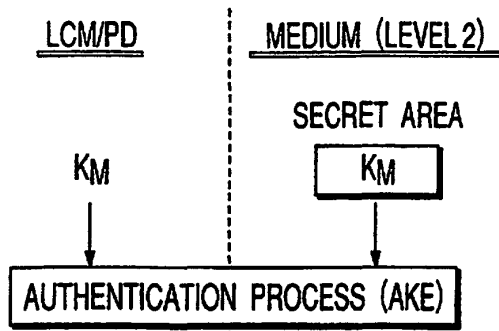 LCM/PD MEDIUM (LEVEL 2)
SECRET AREA
KM KM
AUTHENTICATION PROCESS (AKE)